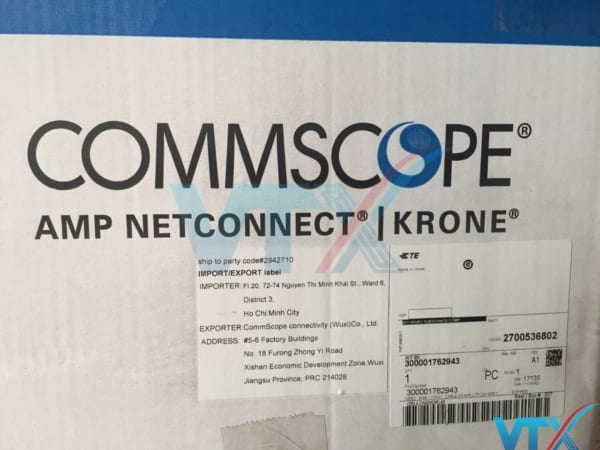 COMMSCOPE®
AMP NETCONNECT® | KRONE®
ship to party code#2942710
IMPORT/EXPORT label
IMPORTER: Fl.20, 72-74 Nguyen Thi Minh Khai St., Ward 6,
District 3,
Ho Chi Minh City
EXPORTER: CommScope connectivity (Wuxi)Co., Ltd.
ADDRESS: #5-6 Factory Buildings
No. 18 Furong Zhong Yi Road
Xishan Economic Development Zone,Wuxi
Jiangsu Province, PRC 214028
TE
2700536802
300001762943
A1
1
PC
1
17135
300001762943
VTX
VTX